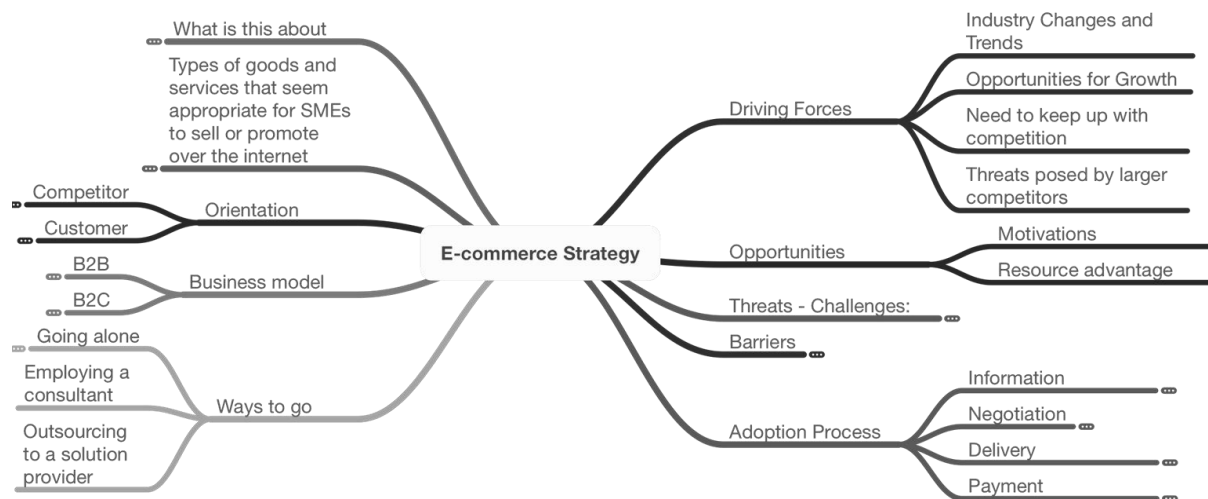 What is this about
Types of goods and
services that seem
appropriate for SMEs
to sell or promote
over the internet
Competitor
Orientation
Customer
B2B
Business model
B2C
Going alone
Employing a
consultant
Ways to go
Outsourcing
to a solution
provider
E-commerce Strategy
Industry Changes and
Trends
Opportunities for Growth
Driving Forces
Need to keep up with
competition
Threats posed by larger
competitors
Motivations
Opportunities
Resource advantage
Threats - Challenges:
Barriers
Information
Negotiation
Adoption Process
Delivery
Payment